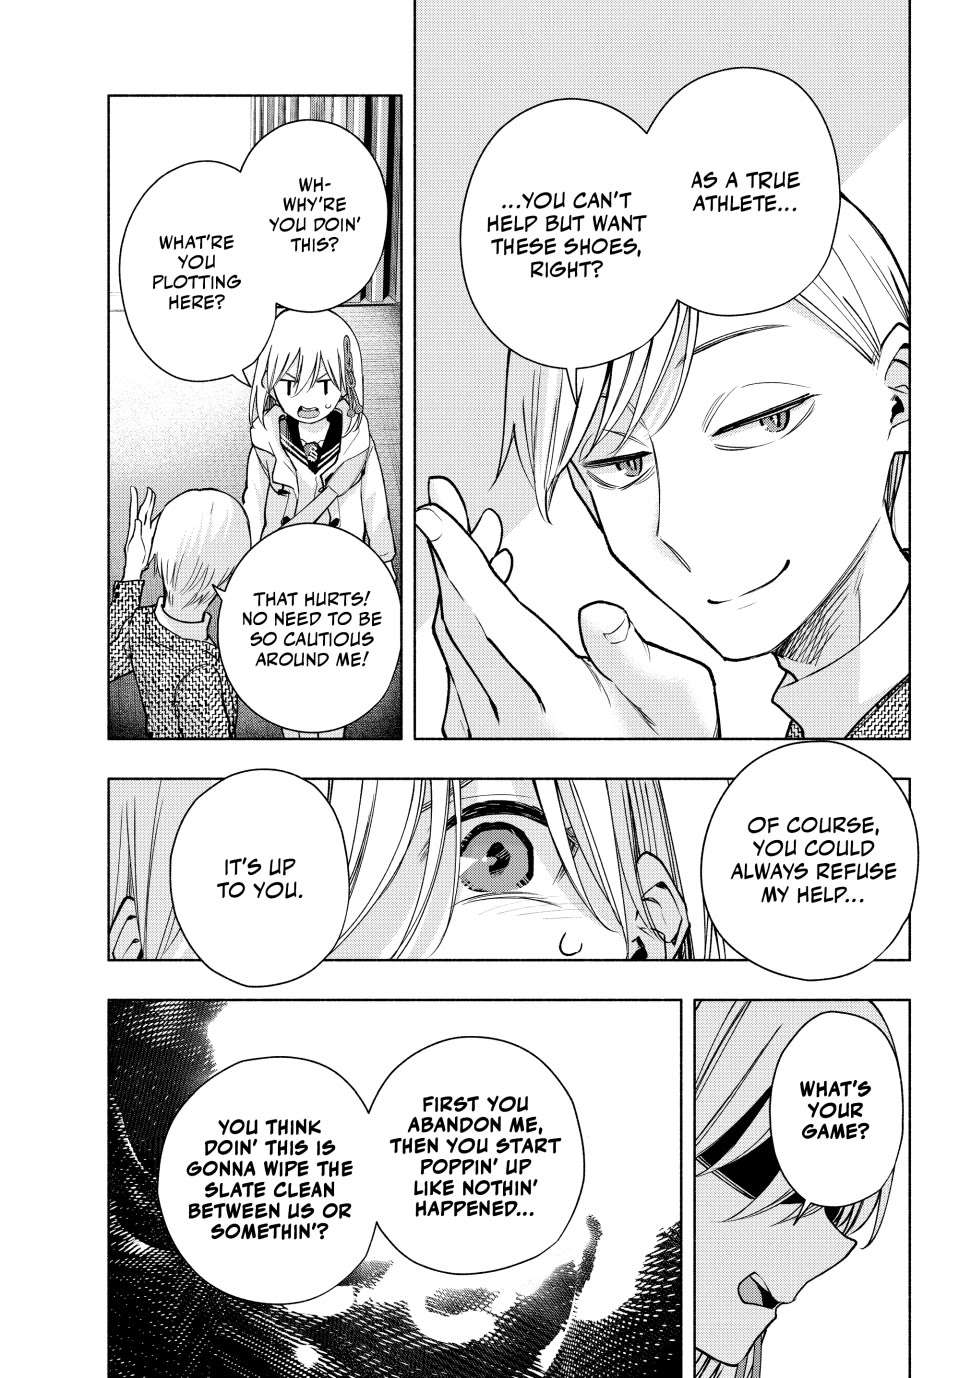 AS A TRUE
ATHLETE...
...YOU CAN'T
HELP BUT WANT
THESE SHOES,
RIGHT?
WH-
WHY'RE
YOU DOIN'
THIS?
WHAT'RE
YOU
PLOTTING
HERE?
THAT HURTS!
NO NEED TO BE
SO CAUTIOUS
AROUND ME!
OF COURSE,
YOU COULD
ALWAYS REFUSE
MY HELP...
IT'S UP
TO YOU.
WHAT'S
YOUR
GAME?
FIRST YOU
ABANDON ME,
THEN YOU START
POPPIN' UP
LIKE NOTHIN'
HAPPENED...
YOU THINK
DOIN' THIS IS
GONNA WIPE THE
SLATE CLEAN
BETWEEN US OR
SOMETHIN'?